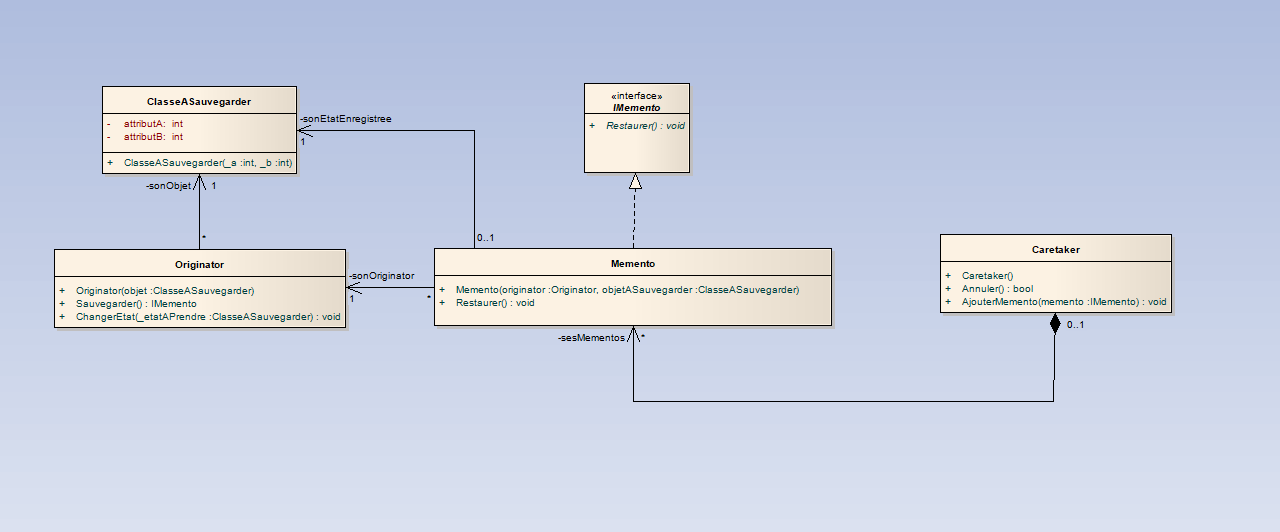 ClasseASauvegarder
- attributA: int
- attributB: int
+ ClasseASauvegarder(_a :int, _b :int)
-sonEtatEnregistree
1
«interface»
IMemento
+ Restaurer() : void
-sonObjet 1
*
0..1
Originator
+ Originator(objet :ClasseASauvegarder)
+ Sauvegarder() : IMemento
+ ChangerEtat(_etatAPrendre :ClasseASauvegarder) : void
-sonOriginator
1 *
Memento
+ Memento(originator :Originator, objetASauvegarder :ClasseASauvegarder)
+ Restaurer() : void
-sesMementos *
Caretaker
+ Caretaker()
+ Annuler() : bool
+ AjouterMemento(memento :IMemento) : void
0..1